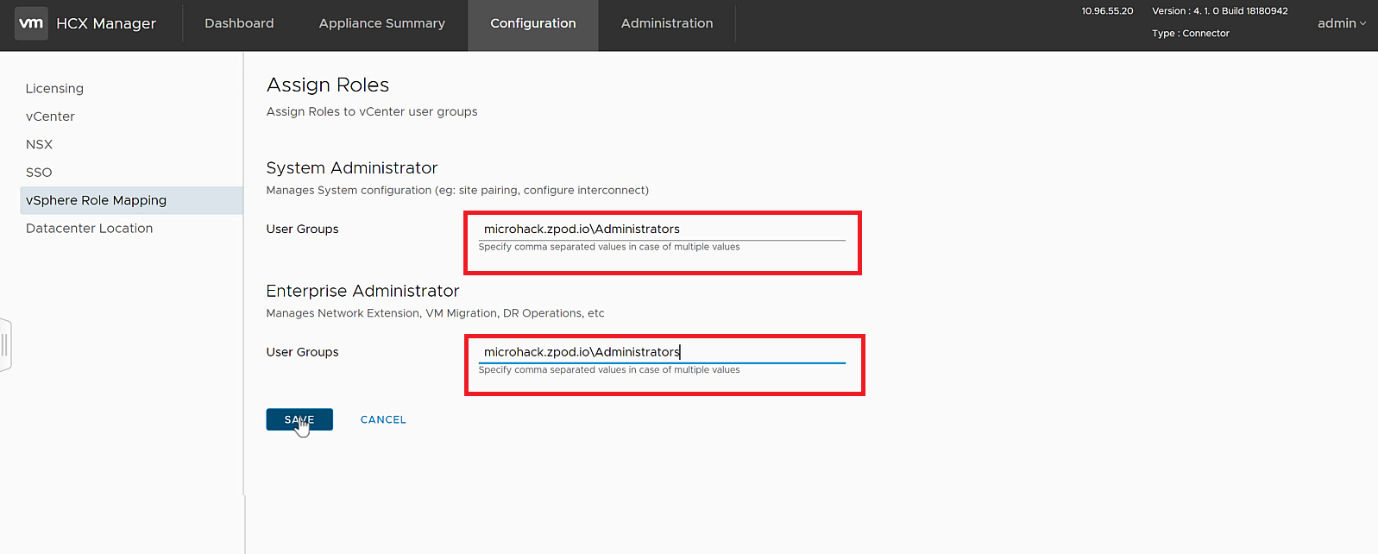 vm HCX Manager Dashboard Appliance Summary Configuration Administration 10.96.55.20 Version : 4. 1. 0 Build 18180942 admin
Type : Connector
Licensing
vCenter
NSX
SSO
vSphere Role Mapping
Datacenter Location
Assign Roles
Assign Roles to vCenter user groups
System Administrator
Manages System configuration (eg: site pairing, configure interconnect)
User Groups microhack.zpod.io\Administrators
Specify comma separated values in case of multiple values
Enterprise Administrator
Manages Network Extension, VM Migration, DR Operations, etc
User Groups microhack.zpod.io\Administrators
Specify comma separated values in case of multiple values
SAVE CANCEL